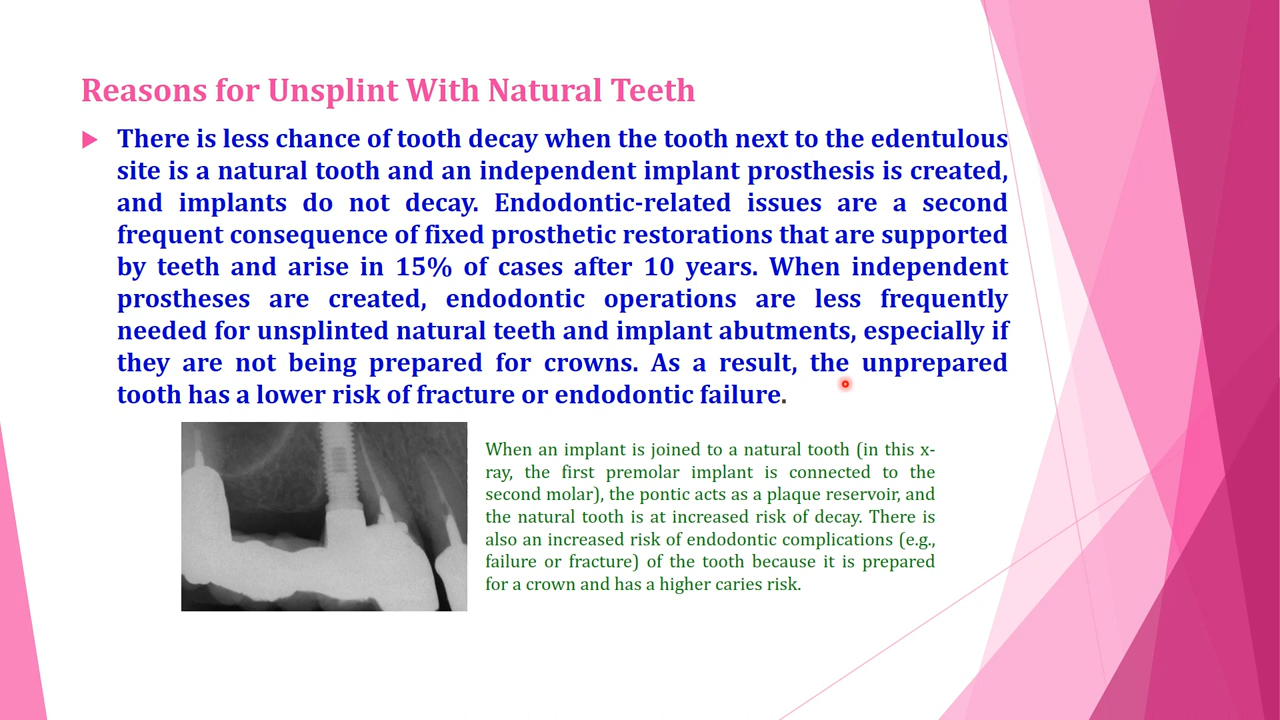 Reasons for Unsplint With Natural Teeth
There is less chance of tooth decay when the tooth next to the edentulous
site is a natural tooth and an independent implant prosthesis is created,
and implants do not decay. Endodontic-related issues are a second
frequent consequence of fixed prosthetic restorations that are supported
by teeth and arise in 15% of cases after 10 years. When independent
prostheses are created, endodontic operations are less frequently
needed for unsplinted natural teeth and implant abutments, especially if
they are not being prepared for crowns. As a result, the unprepared
tooth has a lower risk of fracture or endodontic failure.
When an implant is joined to a natural tooth (in this x-
ray, the first premolar implant is connected to the
second molar), the pontic acts as a plaque reservoir, and
the natural tooth is at increased risk of decay. There is
also an increased risk of endodontic complications (e.g.,
failure or fracture) of the tooth because it is prepared
for a crown and has a higher caries risk.